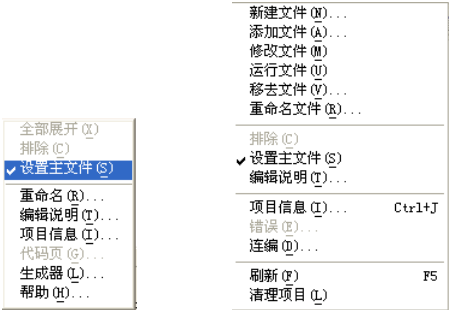 全部展开(X)
排除(C)
设置主文件(S)
重命名(R)...
编辑说明(T)...
项目信息(I)...
代码页(G)...
生成器(L)...
帮助(H)...
新建文件(N)...
添加文件(A)...
修改文件(M)
运行文件(U)
移去文件(V)...
重命名文件(R)...
排除(C)
设置主文件(S)
编辑说明(T)...
项目信息(I)... Ctrl+J
错误(E)...
连编(D)...
刷新(F) F5
清理项目(L)